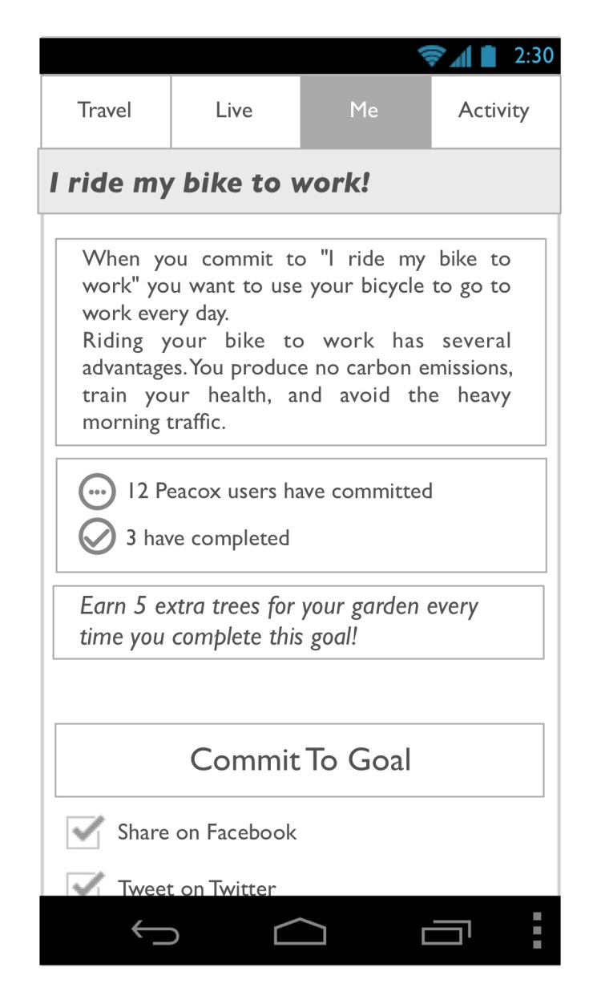 2:30
Travel Live Me Activity
I ride my bike to work!
When you commit to "I ride my bike to
work" you want to use your bicycle to go to
work every day.
Riding your bike to work has several
advantages. You produce no carbon emissions,
train your health, and avoid the heavy
morning traffic.
12 Peacox users have committed
3 have completed
Earn 5 extra trees for your garden every
time you complete this goal!
Commit To Goal
Share on Facebook
Tweet on Twitter